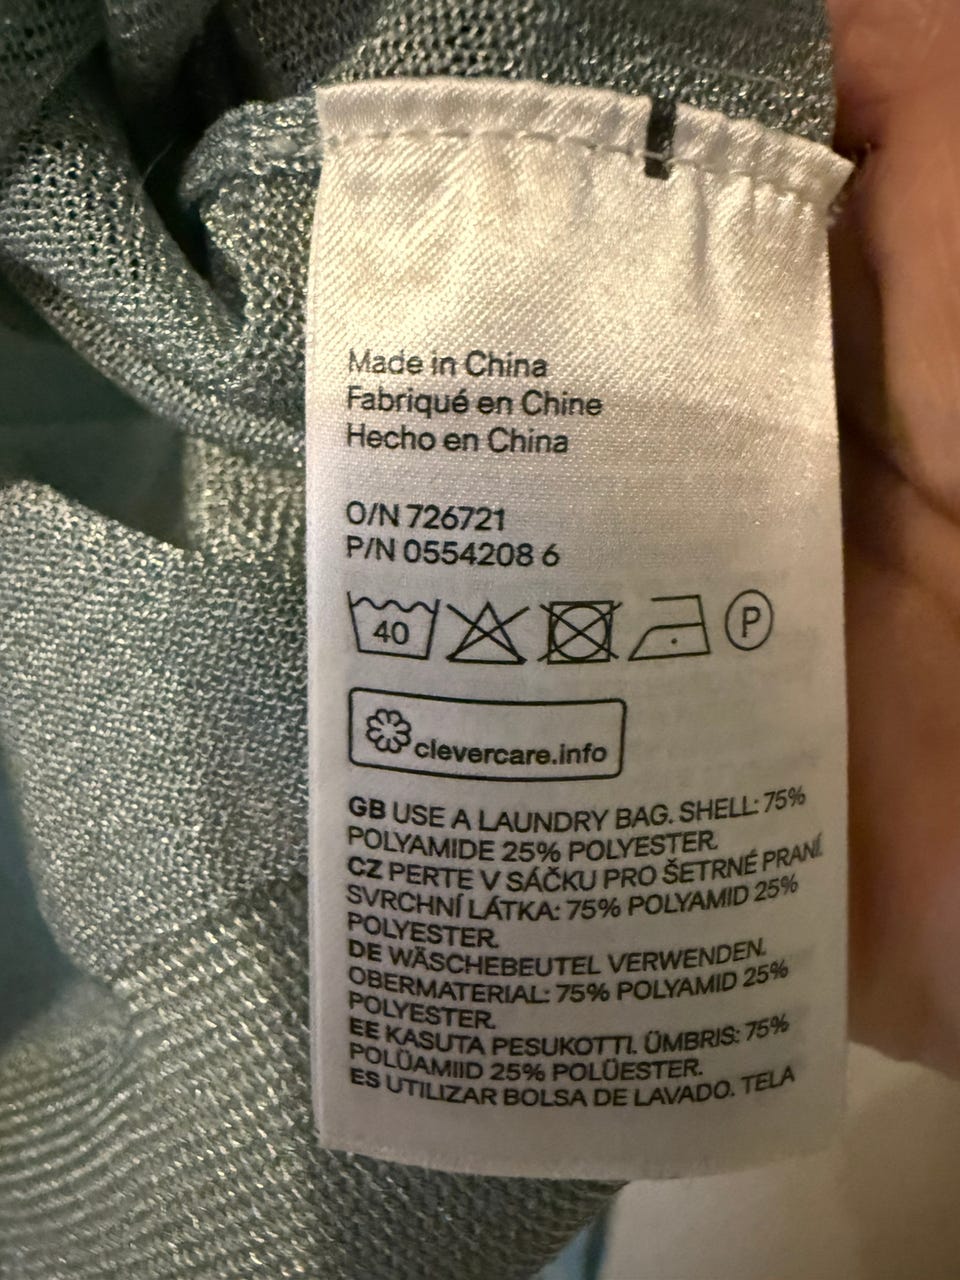 Made in China
Fabriqué en Chine
Hecho en China
O/N 726721
P/N 0554208 6
40 P
clevercare.info
GB USE A LAUNDRY BAG. SHELL: 75%
POLYAMIDE 25% POLYESTER.
CZ PERTE V SÁČKU PRO ŠETRNÉ PRANÍ.
SVRCHNÍ LÁTKA: 75% POLYAMID 25%
POLYESTER.
DE WÄSCHEBEUTEL VERWENDEN.
OBERMATERIAL: 75% POLYAMID 25%
POLYESTER.
EE KASUTA PESUKOTTI. ÜMBRIS: 75%
POLÜAMIID 25% POLÜESTER.
ES UTILIZAR BOLSA DE LAVADO. TELA